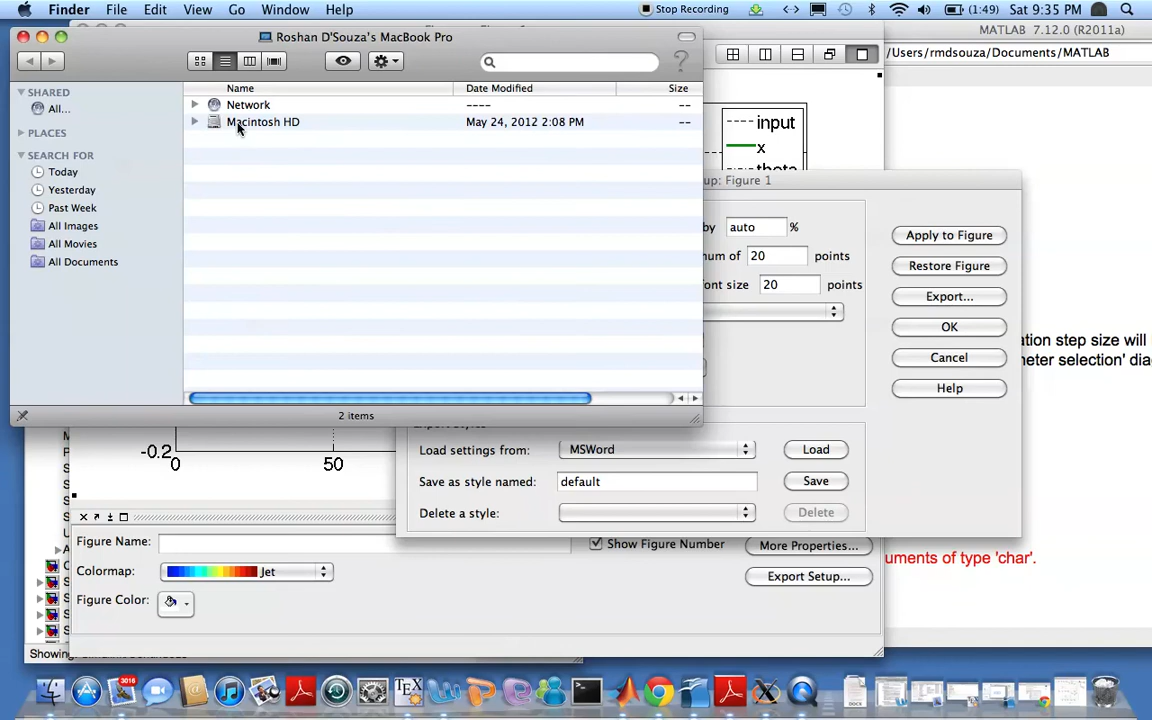 Finder File Edit View Go Window Help
Stop Recording
(1:49) Sat 9:35 PM
Roshan D'Souza's MacBook Pro
MATLAB 7.12.0 (R2011a)
/Users/rmdsouza/Documents/MATLAB
Name Date Modified Size
SHARED
All...
PLACES
SEARCH FOR
Today
Yesterday
Past Week
All Images
All Movies
All Documents
Network ---- --
Macintosh HD May 24, 2012 2:08 PM --
2 items
input
x
theta
up: Figure 1
by auto %
num of 20 points
font size 20 points
Apply to Figure
Restore Figure
Export...
OK
Cancel
Help
ation step size will
meter selection' dia
-0.2
0 50
Load settings from: MSWord Load
Save as style named: default Save
Delete a style: Delete
Figure Name:
Show Figure Number
More Properties...
Colormap: Jet
Export Setup...
Figure Color:
uments of type 'char'.
Showing:
3016